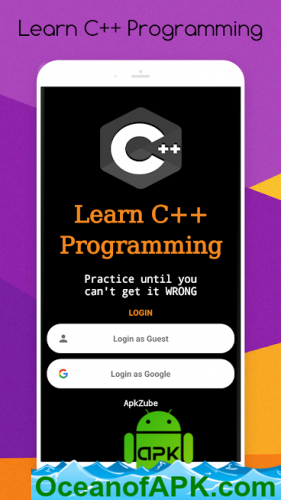 Learn C++ Programming
C++
Learn C++
Programming
Practice until you
can't get it WRONG
LOGIN
Login as Guest
G Login as Google
ApkZube
APK
OceanofAPK.com